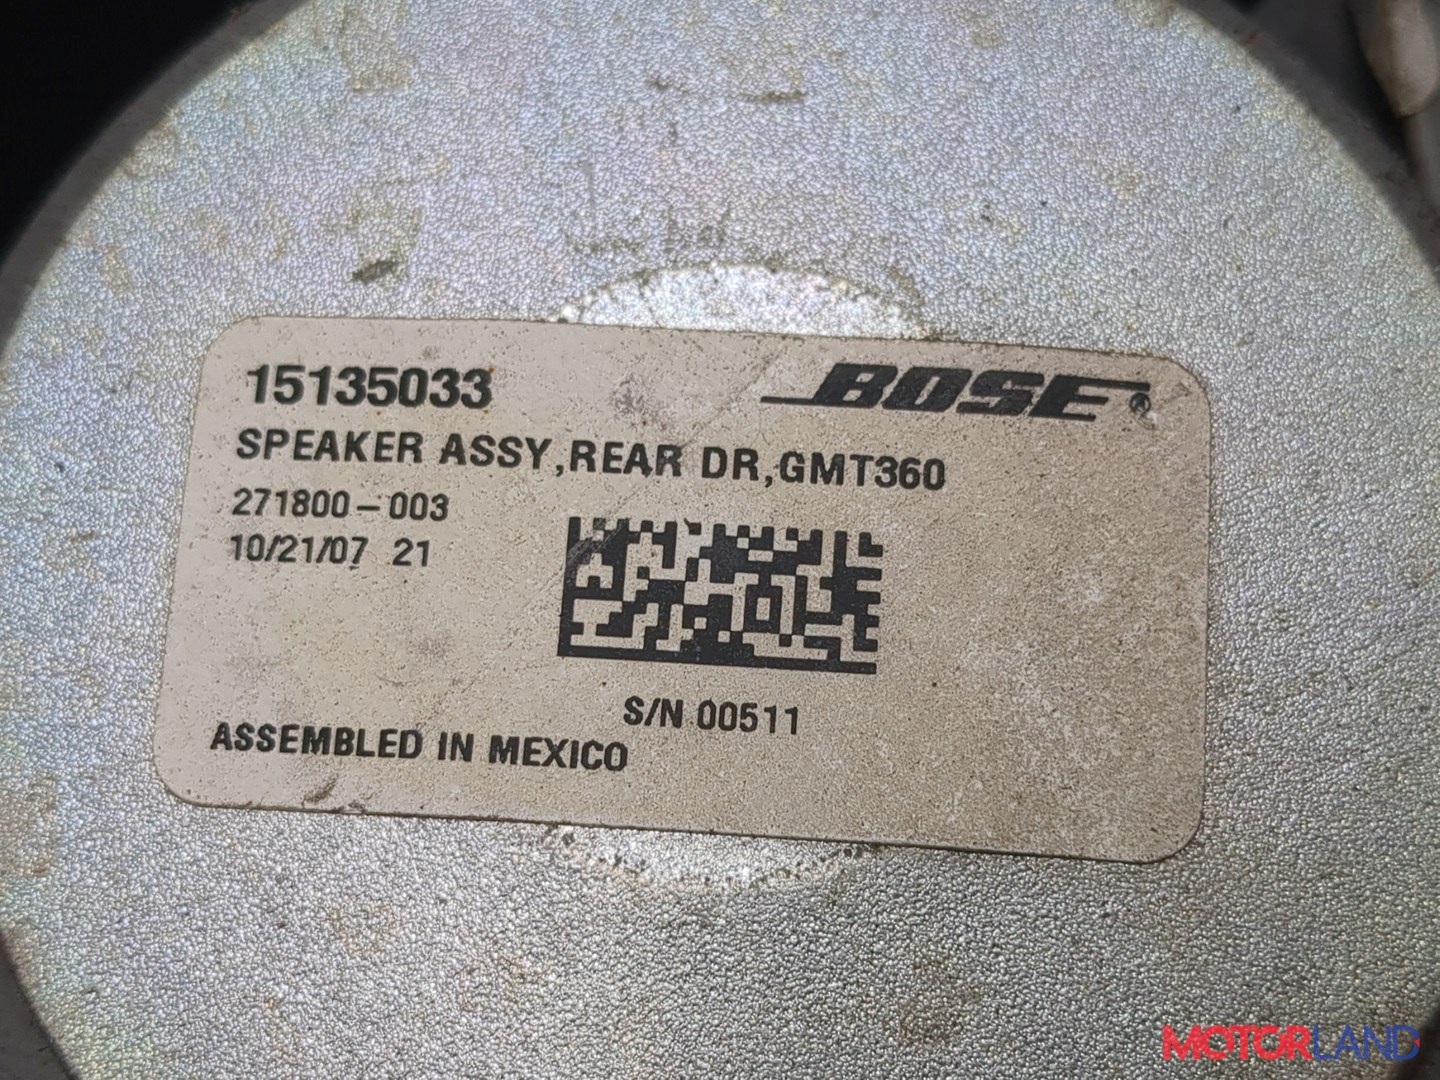 15135033
BOSE®
SPEAKER ASSY,REAR DR,GMT360
271800-003
10/21/07 21
S/N 00511
ASSEMBLED IN MEXICO
MOTORLAND